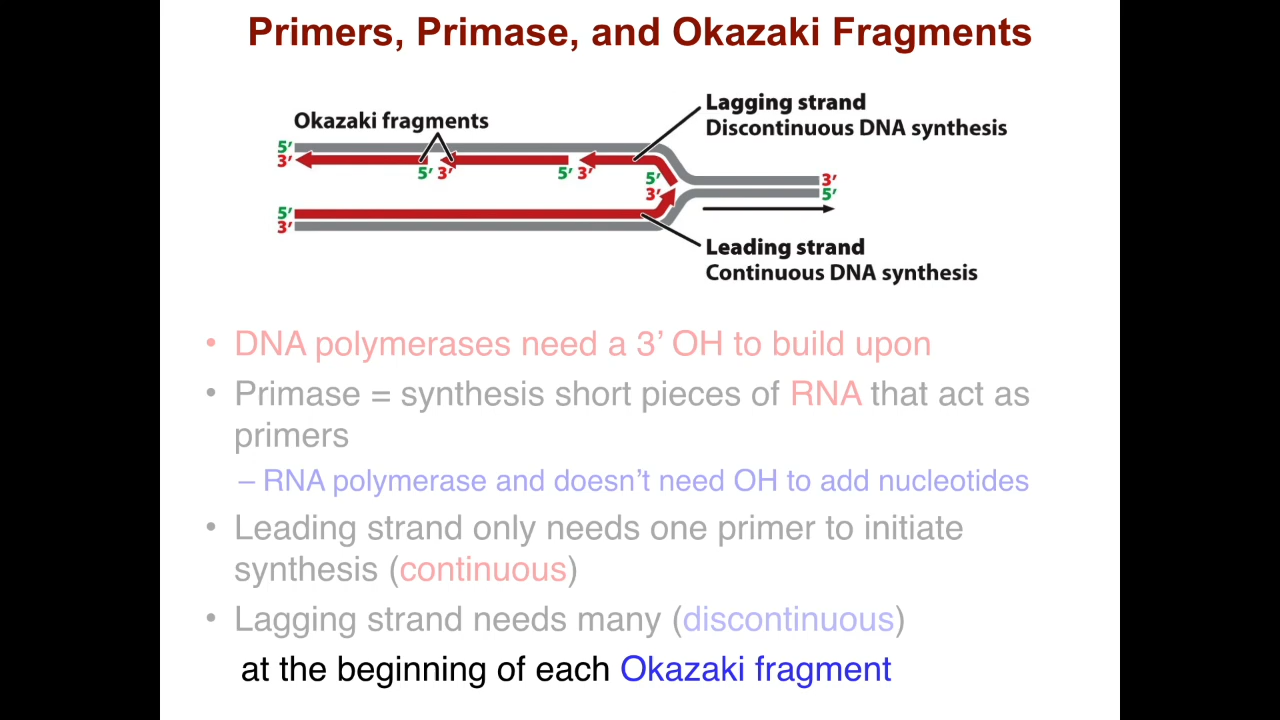 Primers, Primase, and Okazaki Fragments
Lagging strand
Discontinuous DNA synthesis
Okazaki fragments
5′
3′
5′ 3′
5′ 3′
5′
3′
3′
5′
5′
3′
Leading strand
Continuous DNA synthesis
• DNA polymerases need a 3’ OH to build upon
• Primase = synthesis short pieces of RNA that act as
primers
– RNA polymerase and doesn’t need OH to add nucleotides
• Leading strand only needs one primer to initiate
synthesis (continuous)
• Lagging strand needs many (discontinuous)
at the beginning of each Okazaki fragment